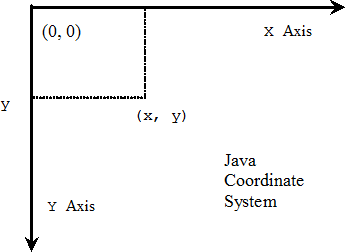 (0, 0)
X Axis
y
(x, y)
Java
Coordinate
System
Y Axis